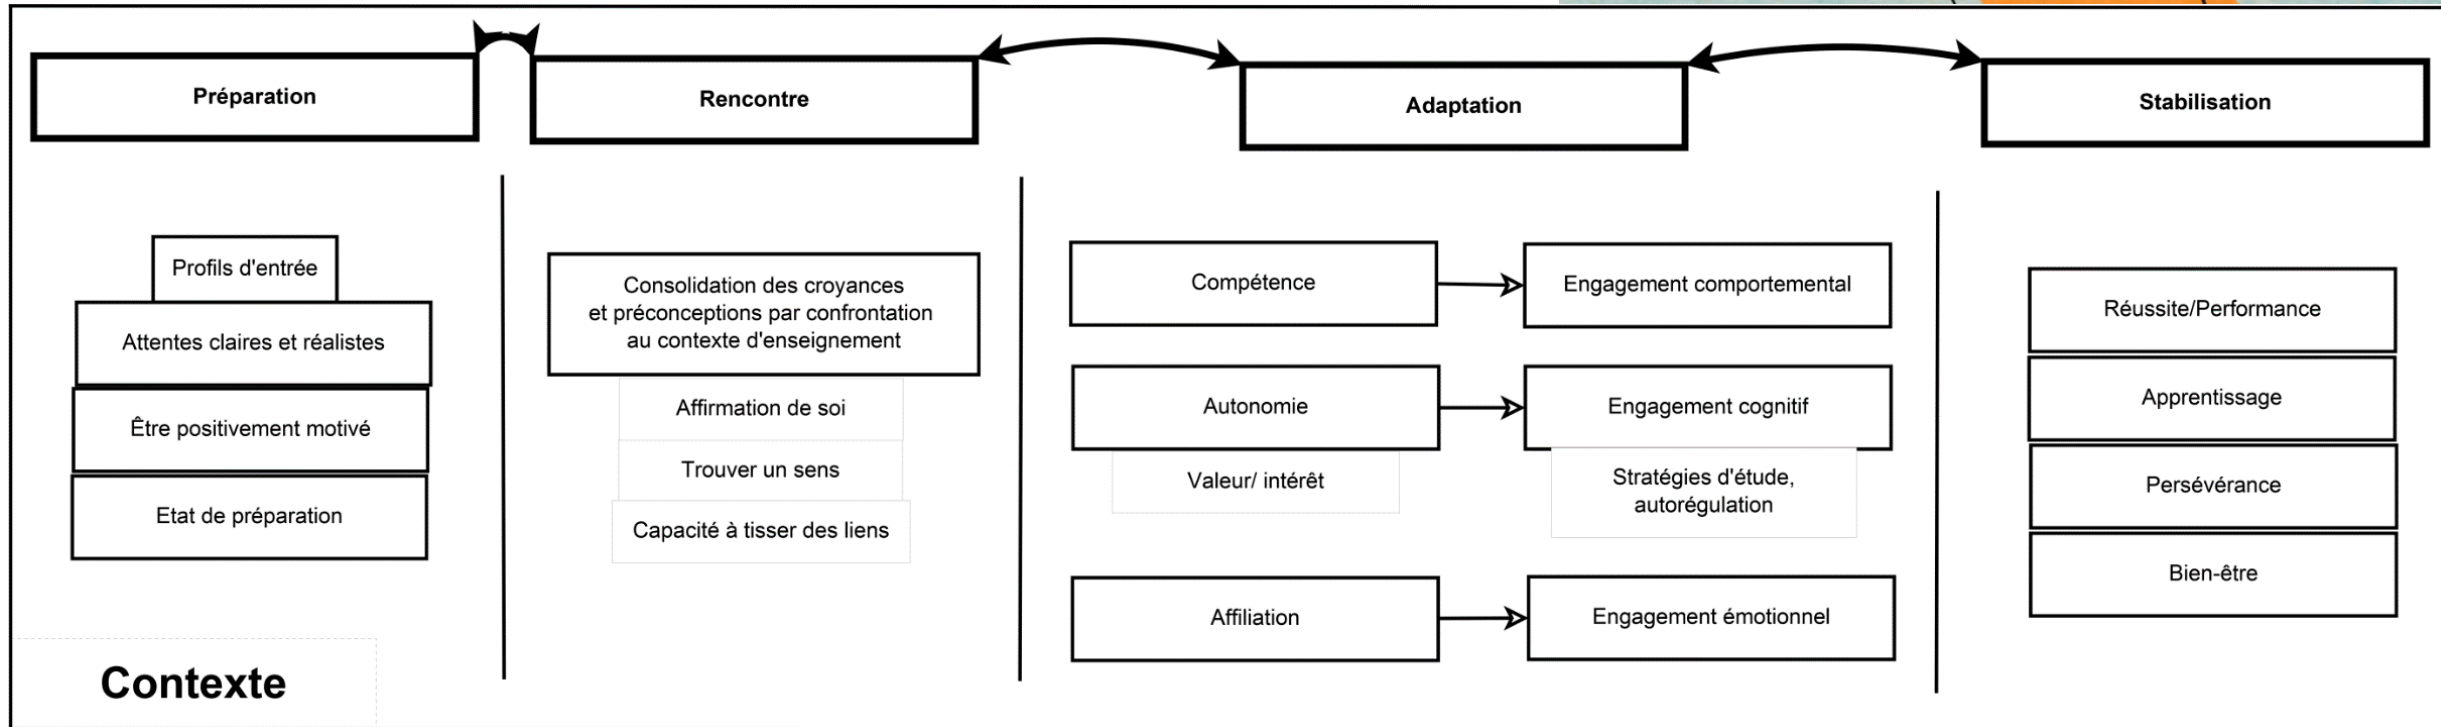 Préparation
Rencontre
Adaptation
Stabilisation
Profils d'entrée
Attentes claires et réalistes
Être positivement motivé
Etat de préparation
Consolidation des croyances
et préconceptions par confrontation
au contexte d'enseignement
Affirmation de soi
Trouver un sens
Capacité à tisser des liens
Compétence
Engagement comportemental
Autonomie
Engagement cognitif
Valeur/ intérêt
Stratégies d'étude,
autorégulation
Affiliation
Engagement émotionnel
Réussite/Performance
Apprentissage
Persévérance
Bien-être
Contexte